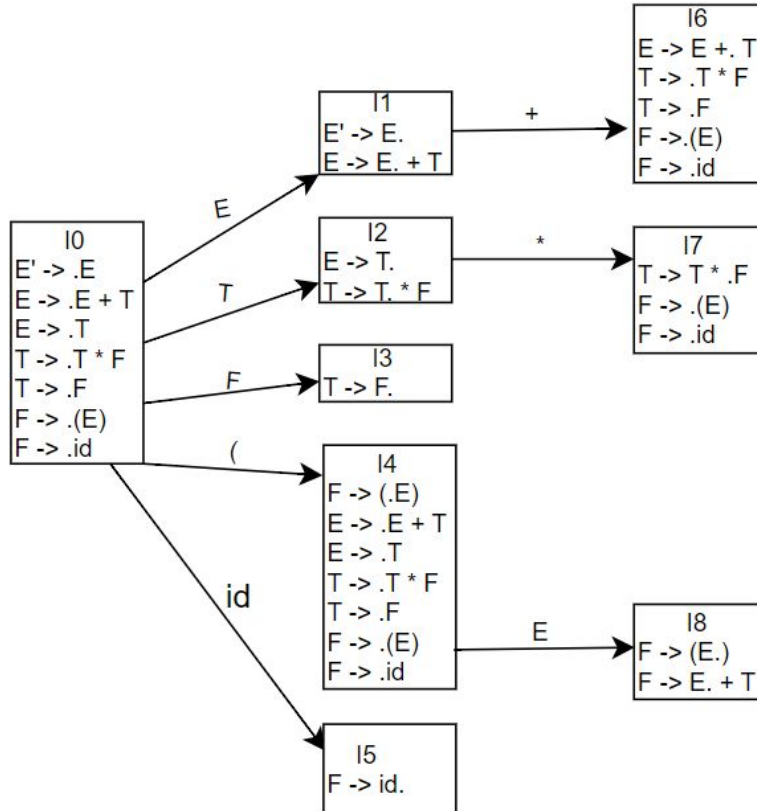 I0
E' -> .E
E -> .E + T
E -> .T
T -> .T * F
T -> .F
F -> .(E)
F -> .id
E
T
F
(
id
I1
E' -> E.
E -> E. + T
I2
E -> T.
T -> T. * F
I3
T -> F.
I4
F -> (.E)
E -> .E + T
E -> .T
T -> .T * F
T -> .F
F -> .(E)
F -> .id
I5
F -> id.
+
*
E
I6
E -> E +. T
T -> .T * F
T -> .F
F ->.(E)
F -> .id
I7
T -> T * .F
F -> .(E)
F -> .id
I8
F -> (E.)
F -> E. + T